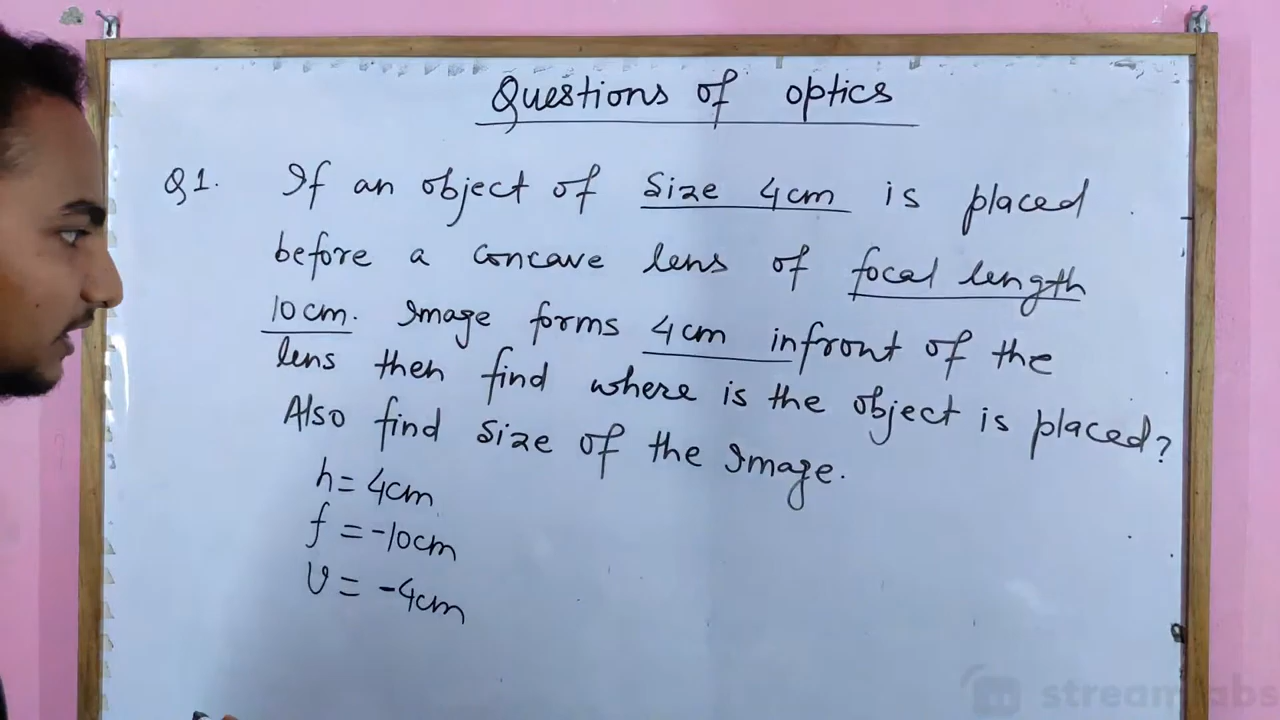 Questions of optics
Q1. If an object of size 4cm is placed
before a concave lens of focal length
10cm. Image forms 4cm infront of the
lens then find where is the object is placed?
Also find size of the Image.
h = 4cm
f = -10cm
v = -4cm
streamlabs